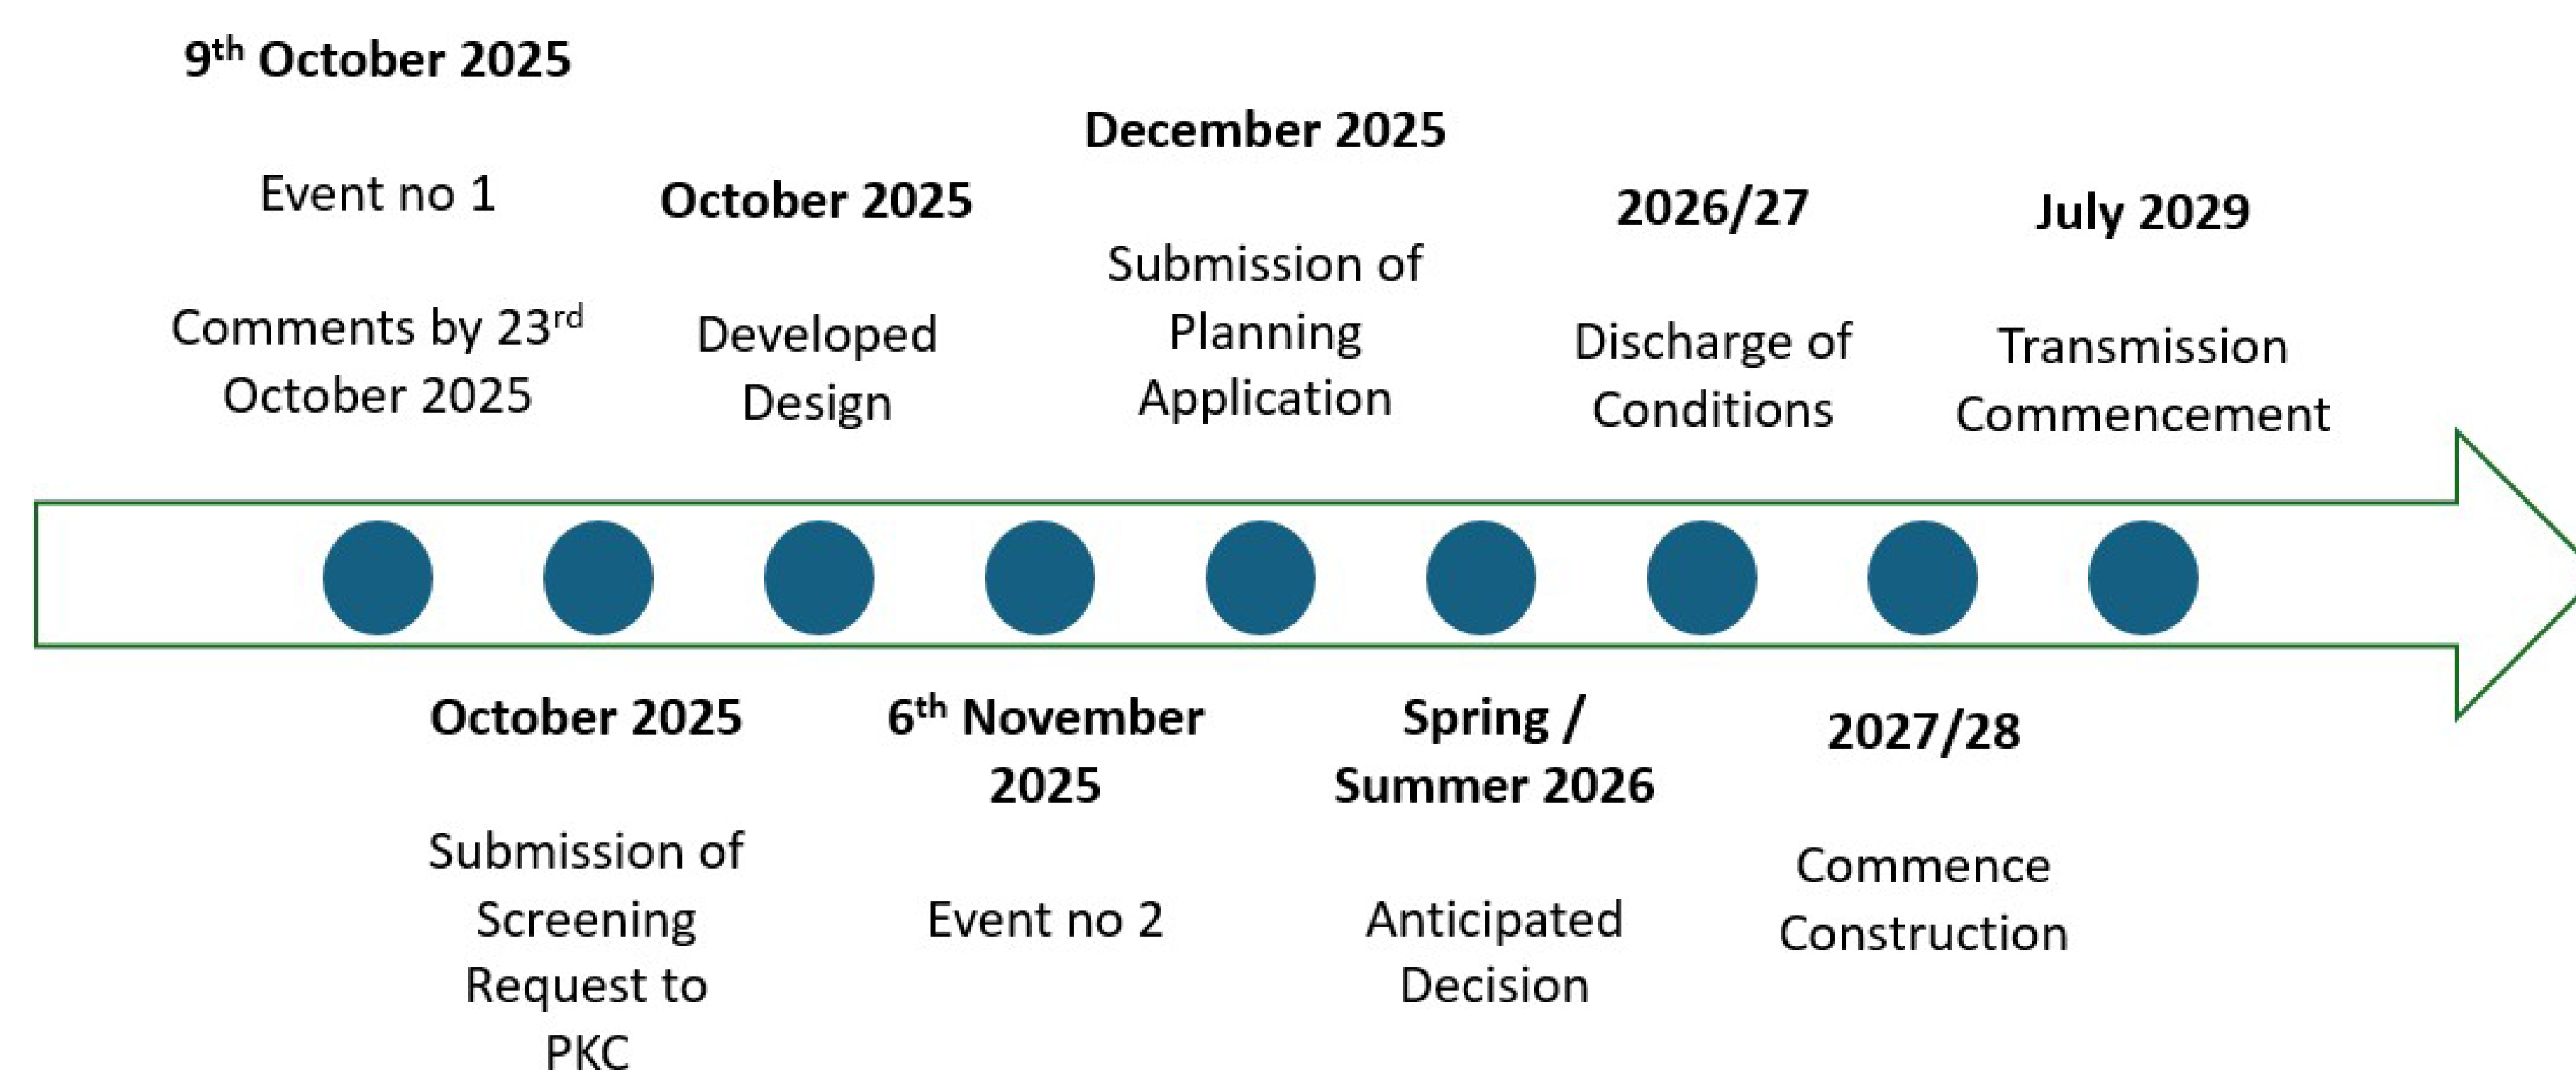 9th October 2025
Event no 1
Comments by 23rd
October 2025
October 2025
Submission of
Screening
Request to
PKC
October 2025
Developed
Design
6th November
2025
Event no 2
December 2025
Submission of
Planning
Application
Spring /
Summer 2026
Anticipated
Decision
2026/27
Discharge of
Conditions
2027/28
Commence
Construction
July 2029
Transmission
Commencement